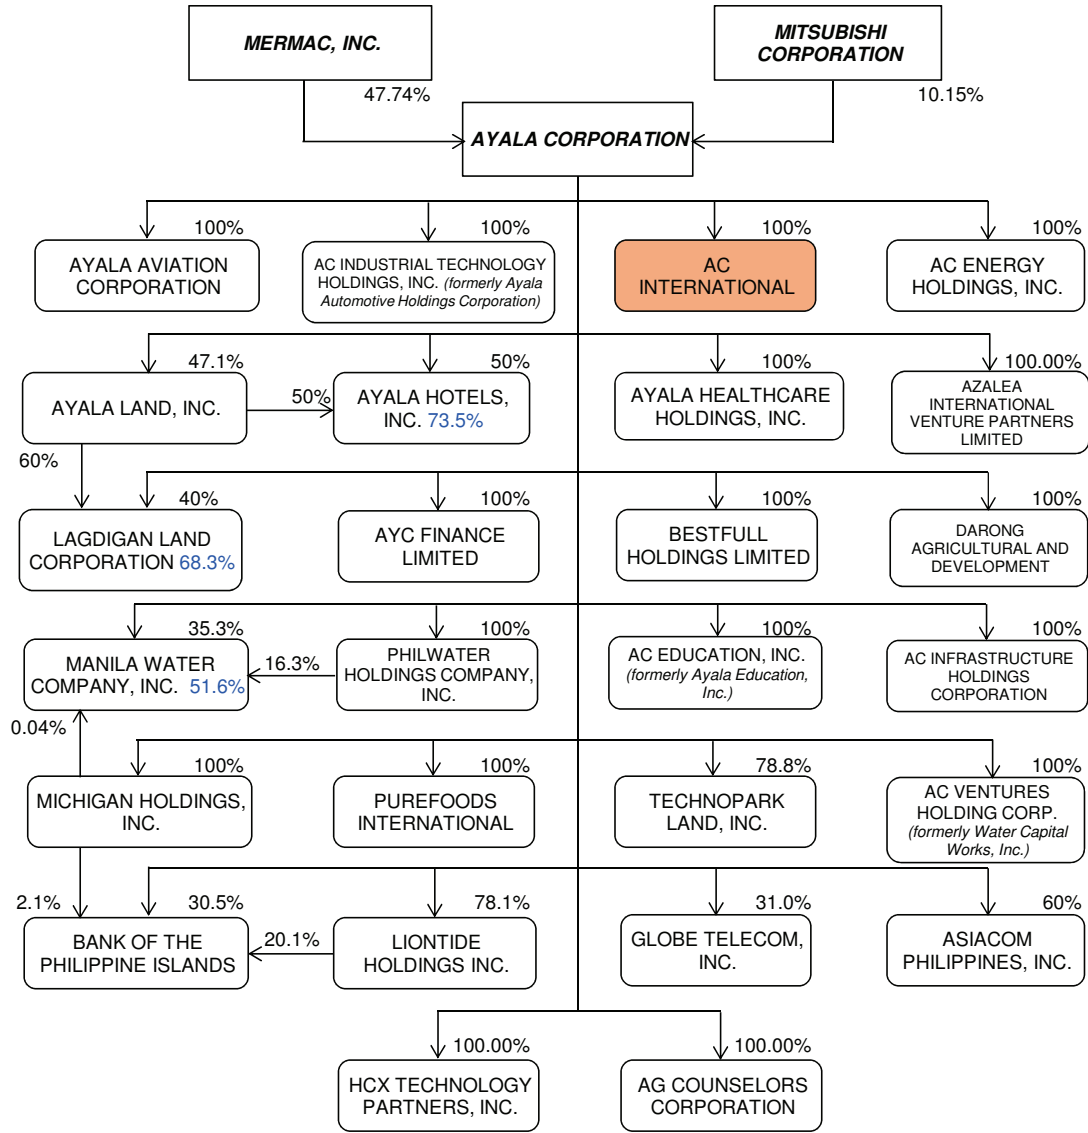 MERMAC, INC.
MITSUBISHI
CORPORATION
47.74%
10.15%
AYALA CORPORATION
100%
100%
100%
100%
AYALA AVIATION
CORPORATION
AC INDUSTRIAL TECHNOLOGY
HOLDINGS, INC. (formerly Ayala
Automotive Holdings Corporation)
AC
INTERNATIONAL
AC ENERGY
HOLDINGS, INC.
47.1%
50%
100%
100.00%
AYALA LAND, INC.
50%
AYALA HOTELS,
INC. 73.5%
AYALA HEALTHCARE
HOLDINGS, INC.
AZALEA
INTERNATIONAL
VENTURE PARTNERS
LIMITED
60%
40%
100%
100%
100%
LAGDIGAN LAND
CORPORATION 68.3%
AYC FINANCE
LIMITED
BESTFULL
HOLDINGS LIMITED
DARONG
AGRICULTURAL AND
DEVELOPMENT
35.3%
100%
100%
100%
MANILA WATER
COMPANY, INC. 51.6%
16.3%
PHILWATER
HOLDINGS COMPANY,
INC.
AC EDUCATION, INC.
(formerly Ayala Education,
Inc.)
AC INFRASTRUCTURE
HOLDINGS
CORPORATION
0.04%
100%
100%
78.8%
100%
MICHIGAN HOLDINGS,
INC.
PUREFOODS
INTERNATIONAL
TECHNOPARK
LAND, INC.
AC VENTURES
HOLDING CORP.
(formerly Water Capital
Works, Inc.)
2.1%
30.5%
78.1%
31.0%
60%
BANK OF THE
PHILIPPINE ISLANDS
20.1%
LIONTIDE
HOLDINGS INC.
GLOBE TELECOM,
INC.
ASIACOM
PHILIPPINES, INC.
100.00%
100.00%
HCX TECHNOLOGY
PARTNERS, INC.
AG COUNSELORS
CORPORATION